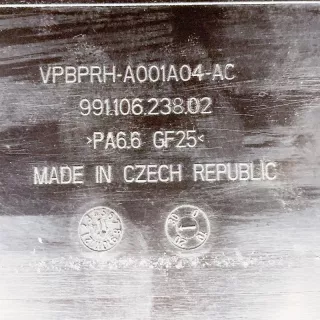 VPBPRH-A001A04-AC
991.106.238.02
>PA6.6 GF25<
MADE IN CZECH REPUBLIC